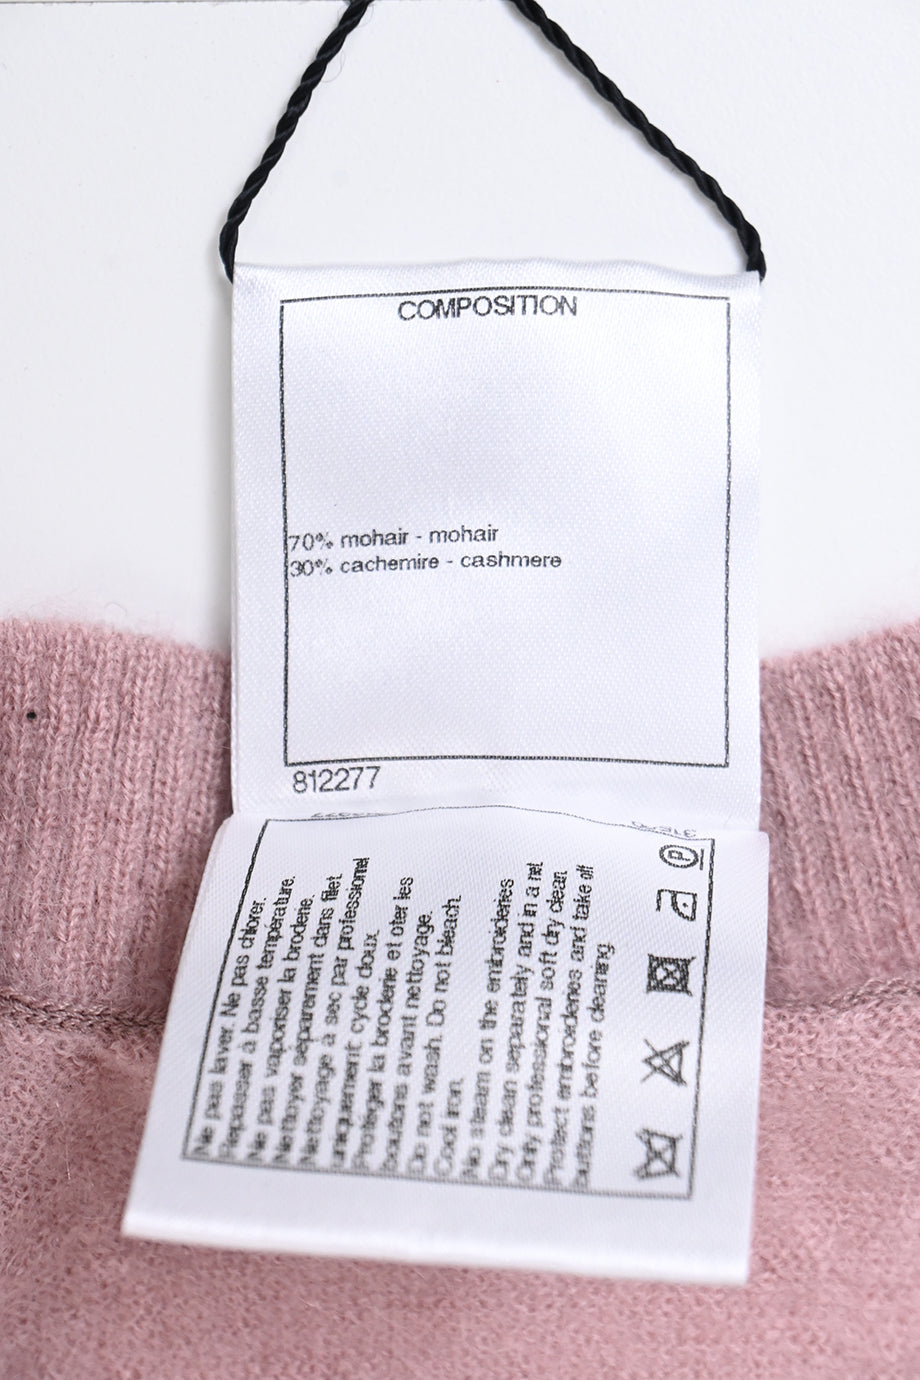 COMPOSITION
70% mohair - mohair
30% cachemire - cashmere
812277
Ne pas laver. Ne pas chlorer.
Repasser à basse température.
Ne pas vaporiser la broderie.
Nettoyer séparement dans filet.
Nettoyage à sec par professionnel
uniquement, cycle doux.
Protéger la broderie et oter les
boutons avant nettoyage.
Do not wash. Do not bleach.
Cool iron.
No steam on the embroideries
Dry clean separately and in a net
Only professional soft dry clean.
Protect embroideries and take off
buttons before cleaning.
P